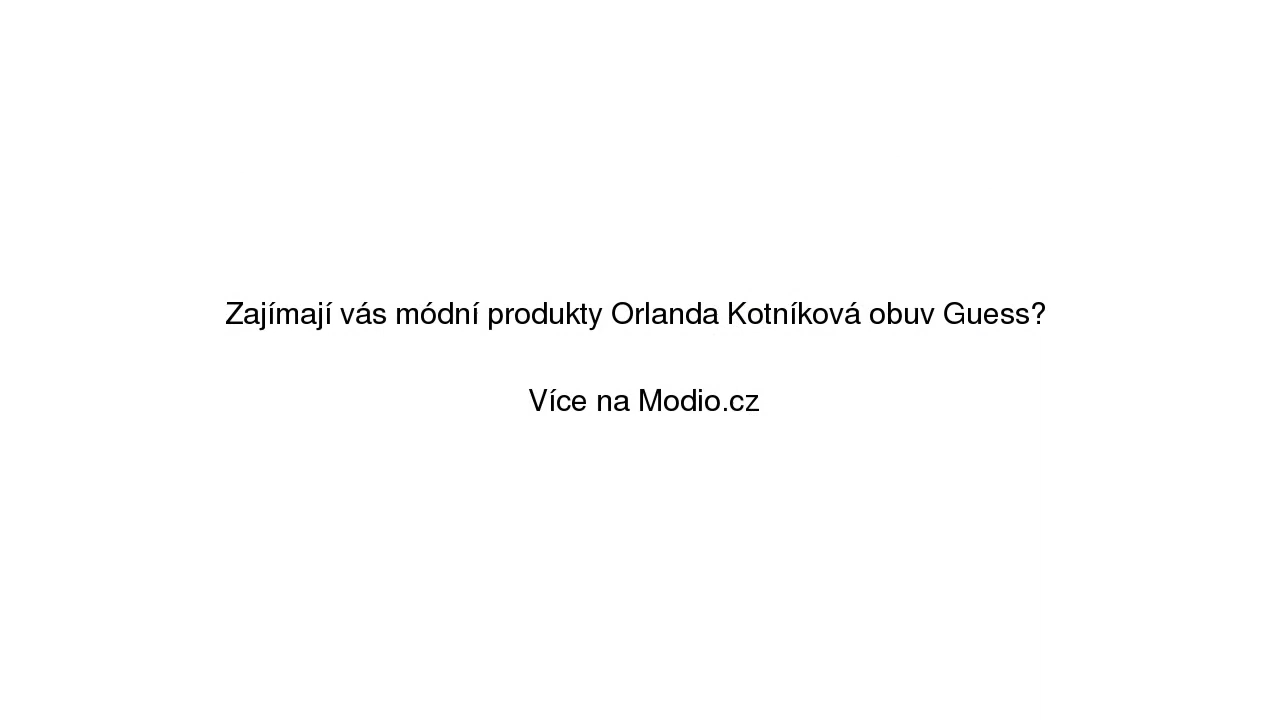 Zajímají vás módní produkty Orlanda Kotníková obuv Guess?
Více na Modio.cz